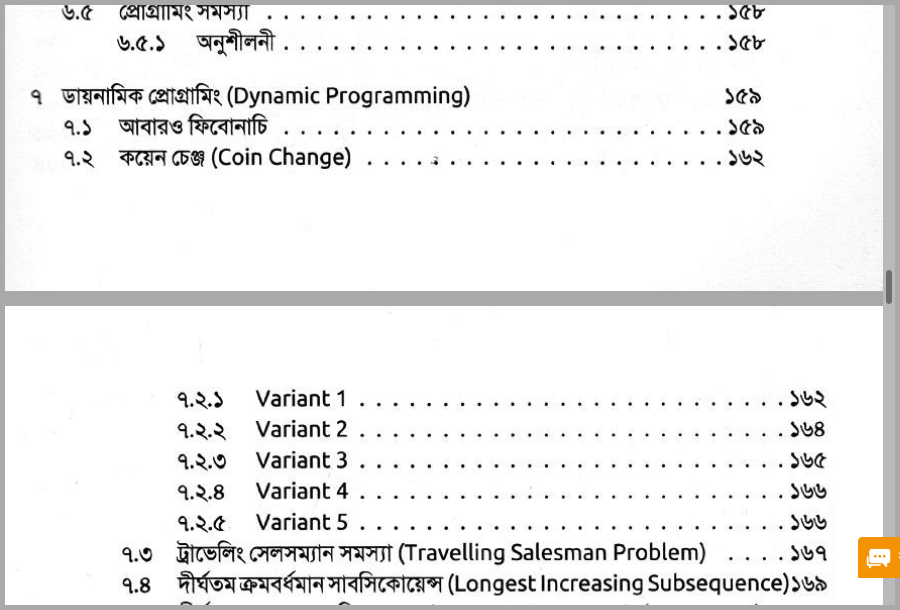 ৬.৫ প্রোগ্রামিং সমস্যা . . . . . . . . . . . . . . . . . . . . . . . . . . . . ১৫৮
৬.৫.১ অনুশীলনী . . . . . . . . . . . . . . . . . . . . . . . . . . . ১৫৮
৭ ডায়নামিক প্রোগ্রামিং (Dynamic Programming) ১৫৯
৭.১ আবারও ফিবোনাচি . . . . . . . . . . . . . . . . . . . . . . . . . . . ১৫৯
৭.২ কয়েন চেঞ্জ (Coin Change) . . . . . . . . . . . . . . . . . . . . . . ১৬২
৭.২.১ Variant 1 . . . . . . . . . . . . . . . . . . . . . . . . . . ১৬২
৭.২.২ Variant 2 . . . . . . . . . . . . . . . . . . . . . . . . . . ১৬৪
৭.২.৩ Variant 3 . . . . . . . . . . . . . . . . . . . . . . . . . . ১৬৫
৭.২.৪ Variant 4 . . . . . . . . . . . . . . . . . . . . . . . . . . ১৬৬
৭.২.৫ Variant 5 . . . . . . . . . . . . . . . . . . . . . . . . . . ১৬৬
৭.৩ ট্রাভেলিং সেলসম্যান সমস্যা (Travelling Salesman Problem) . . . . ১৬৭
৭.৪ দীর্ঘতম ক্রমবর্ধমান সাবসিকোয়েন্স (Longest Increasing Subsequence) ১৬৯